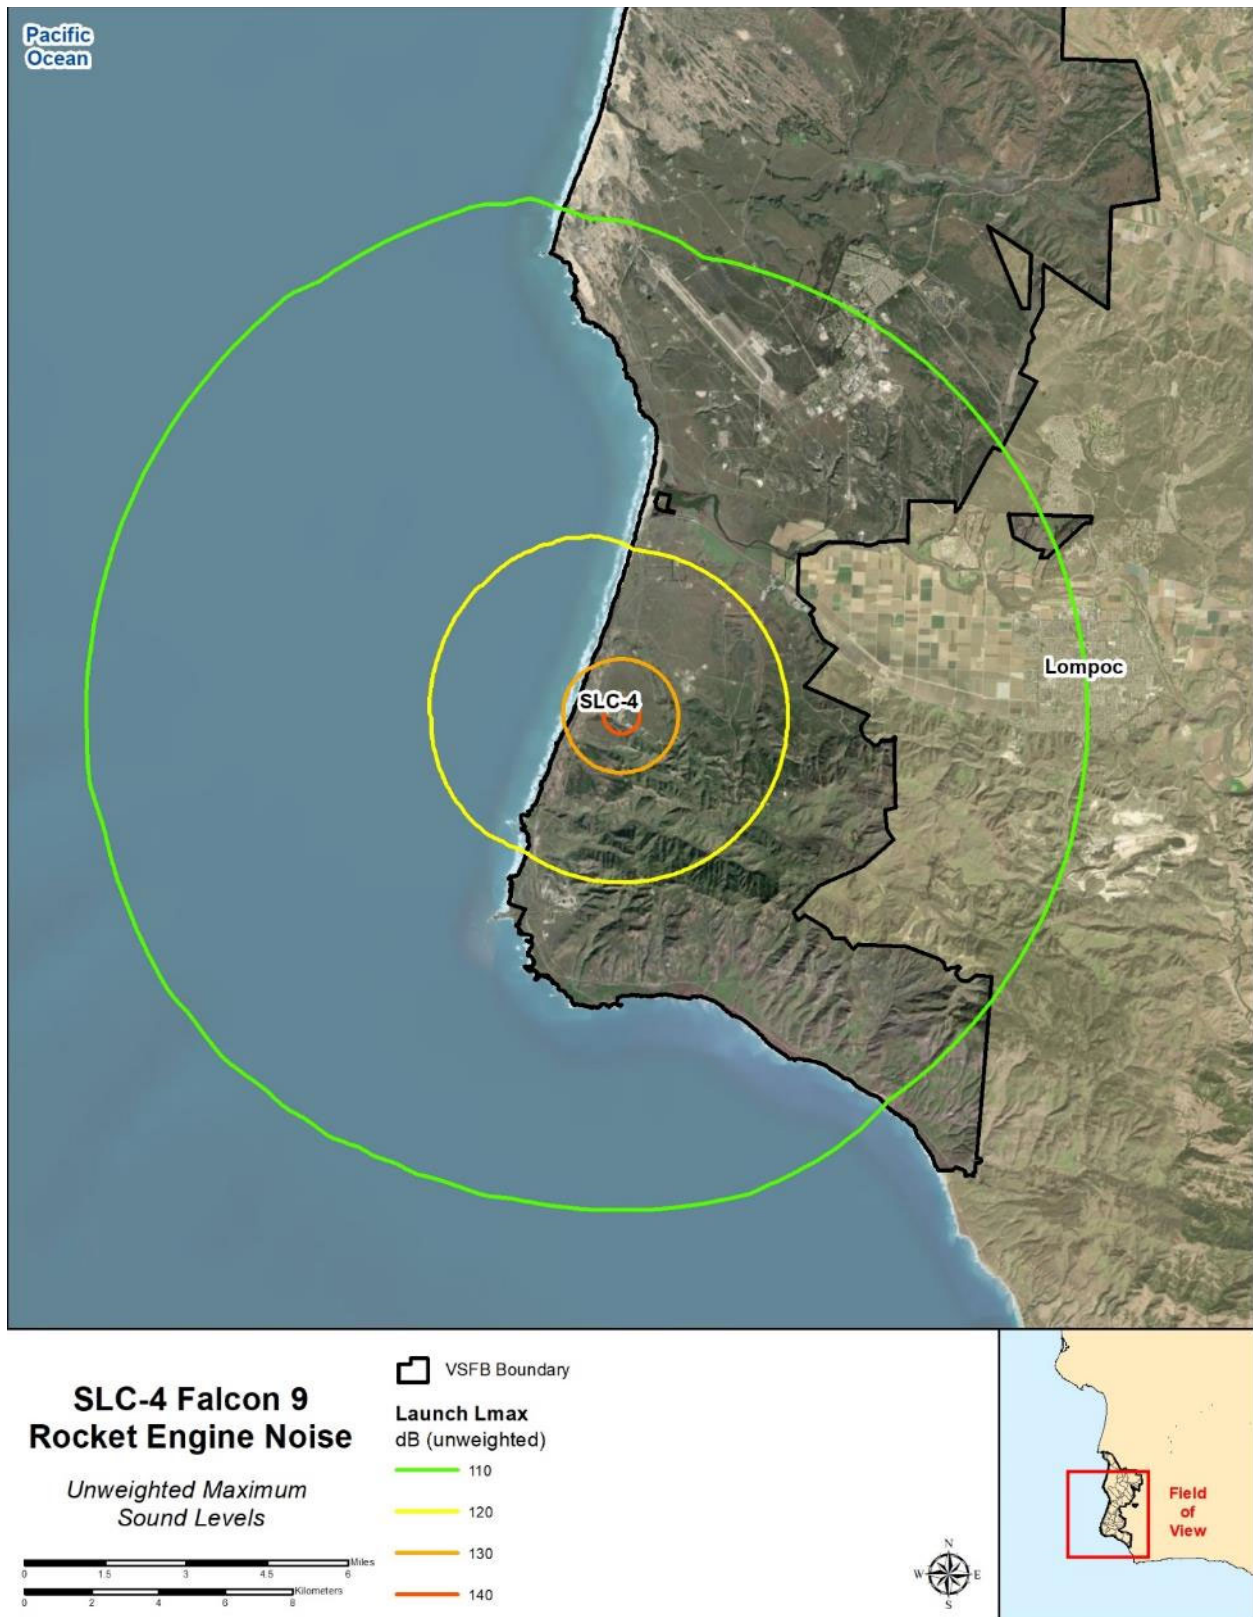 Pacific
Ocean
SLC-4
Lompoc
SLC-4 Falcon 9
Rocket Engine Noise
Unweighted Maximum
Sound Levels
Miles
0 1.5 3 4.5 6
Kilometers
0 2 4 6 8
VSFB Boundary
Launch Lmax
dB (unweighted)
110
120
130
140
N
W E
S
Field
of
View